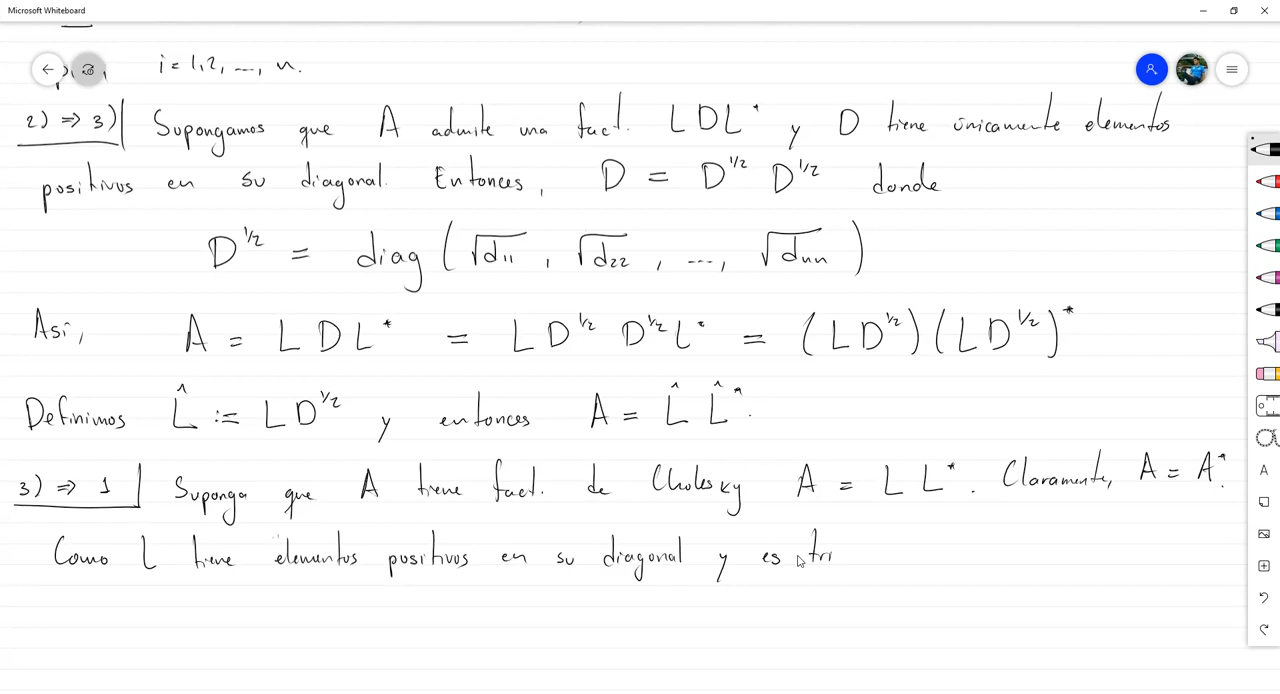 Microsoft Whiteboard
i = 1,2, ..., n.
2) ⇒ 3) Supongamos que A admite una fact. LDL* y D tiene únicamente elementos
positivos en su diagonal. Entonces, D = D^{1/2} D^{1/2} donde
D^{1/2} = diag (√d₁₁, √d₂₂, ..., √dₙₙ)
Así, A = LDL* = LD^{1/2} D^{1/2}L* = (LD^{1/2})(LD^{1/2})*
Definimos L̂ := LD^{1/2} y entonces A = L̂ L̂*.
3) ⇒ 1 Suponga que A tiene fact. de Cholesky A = LL*. Claramente, A = A*.
Como L tiene elementos positivos en su diagonal y es tri